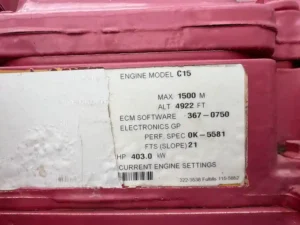 ENGINE MODEL C15
MAX 1500 M
ALT 4922 FT
ECM SOFTWARE 367-0750
ELECTRONICS GP
PERF. SPEC 0K-5581
FTS (SLOPE) 21
HP 403.0 kW
CURRENT ENGINE SETTINGS